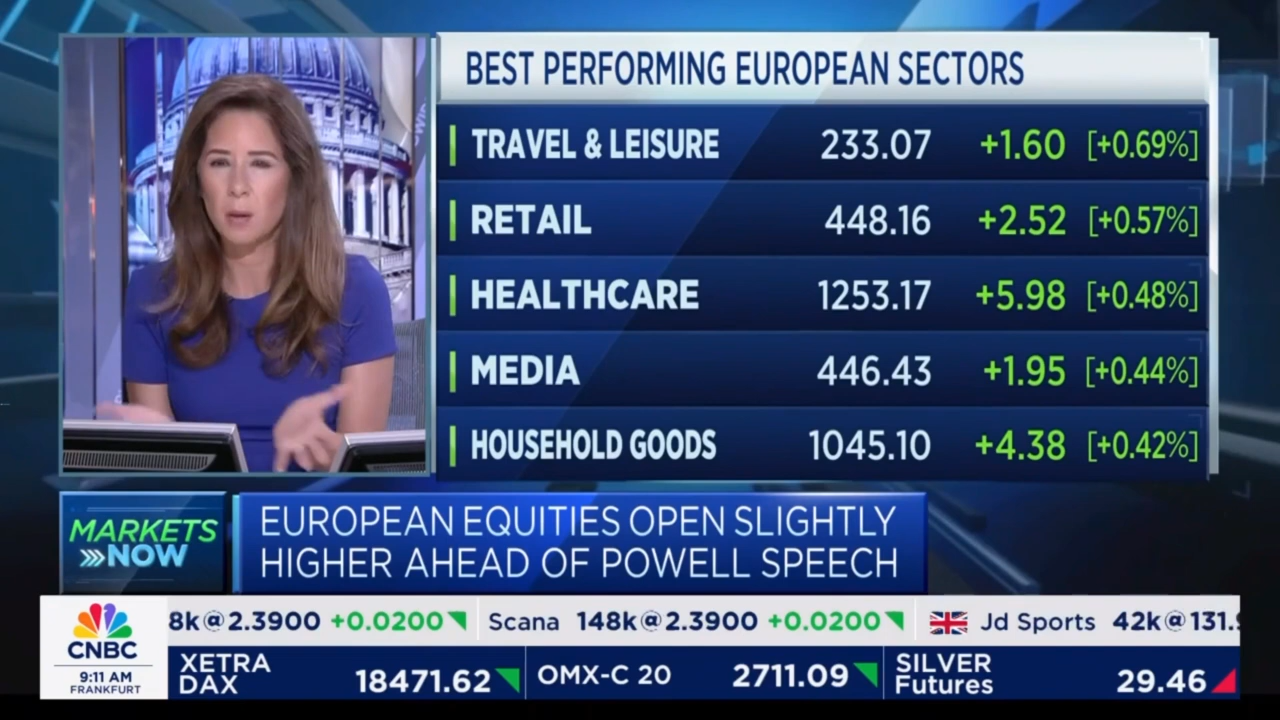 BEST PERFORMING EUROPEAN SECTORS
TRAVEL & LEISURE 233.07 +1.60 [+0.69%]
RETAIL 448.16 +2.52 [+0.57%]
HEALTHCARE 1253.17 +5.98 [+0.48%]
MEDIA 446.43 +1.95 [+0.44%]
HOUSEHOLD GOODS 1045.10 +4.38 [+0.42%]
MARKETS
NOW
EUROPEAN EQUITIES OPEN SLIGHTLY
HIGHER AHEAD OF POWELL SPEECH
CNBC
9:11 AM
FRANKFURT
8k@2.3900 +0.0200 Scana 148k@2.3900 +0.0200 Jd Sports 42k@131.
XETRA
DAX 18471.62
OMX-C 20 2711.09
SILVER
Futures 29.46